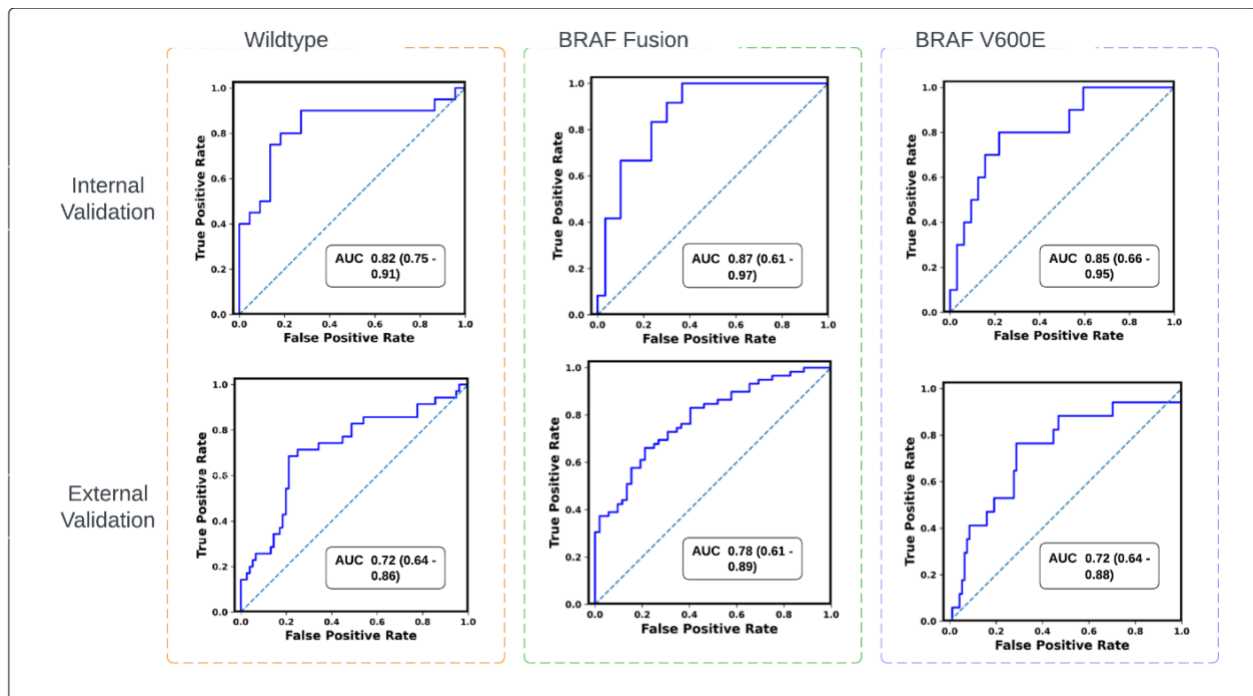 Wildtype
BRAF Fusion
BRAF V600E
Internal
Validation
True Positive Rate
1.0
0.8
0.6
0.4
0.2
0.0
0.0 0.2 0.4 0.6 0.8 1.0
False Positive Rate
AUC 0.82 (0.75 -
0.91)
True Positive Rate
1.0
0.8
0.6
0.4
0.2
0.0
0.0 0.2 0.4 0.6 0.8 1.0
False Positive Rate
AUC 0.87 (0.61 -
0.97)
True Positive Rate
1.0
0.8
0.6
0.4
0.2
0.0
0.0 0.2 0.4 0.6 0.8 1.0
False Positive Rate
AUC 0.85 (0.66 -
0.95)
External
Validation
True Positive Rate
1.0
0.8
0.6
0.4
0.2
0.0
0.0 0.2 0.4 0.6 0.8 1.0
False Positive Rate
AUC 0.72 (0.64 -
0.86)
True Positive Rate
1.0
0.8
0.6
0.4
0.2
0.0
0.0 0.2 0.4 0.6 0.8 1.0
False Positive Rate
AUC 0.78 (0.61 -
0.89)
True Positive Rate
1.0
0.8
0.6
0.4
0.2
0.0
0.0 0.2 0.4 0.6 0.8 1.0
False Positive Rate
AUC 0.72 (0.64 -
0.88)